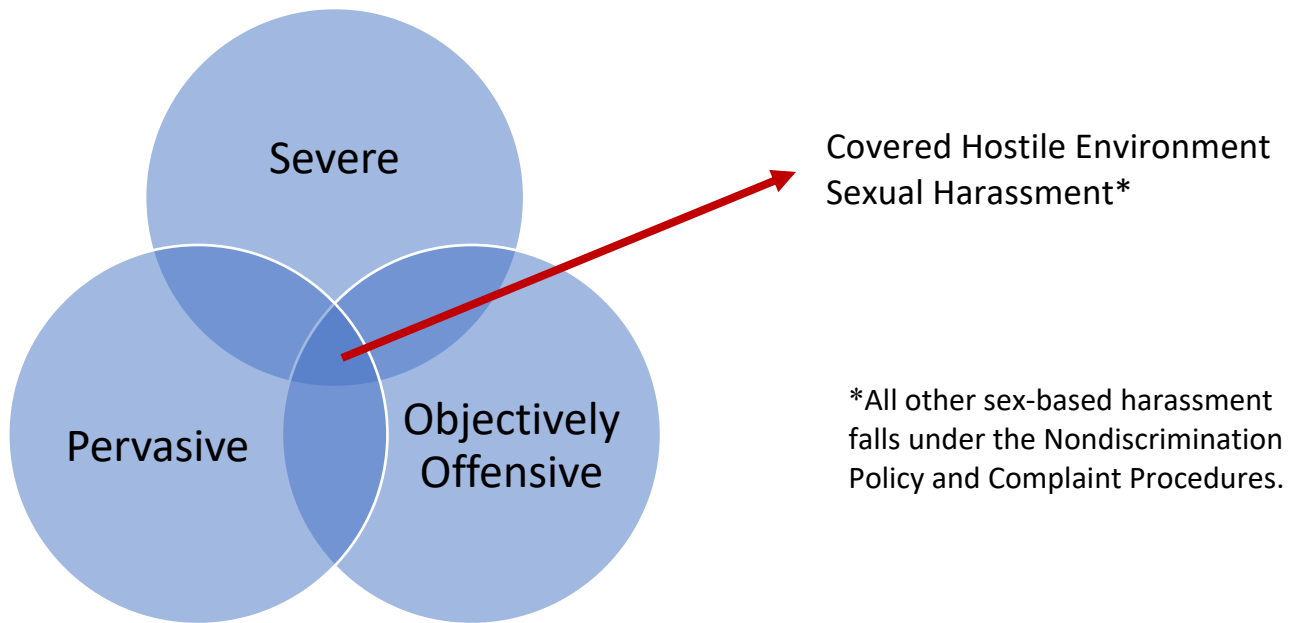 Severe
Pervasive
Objectively
Offensive
Covered Hostile Environment
Sexual Harassment*
*All other sex-based harassment
falls under the Nondiscrimination
Policy and Complaint Procedures.